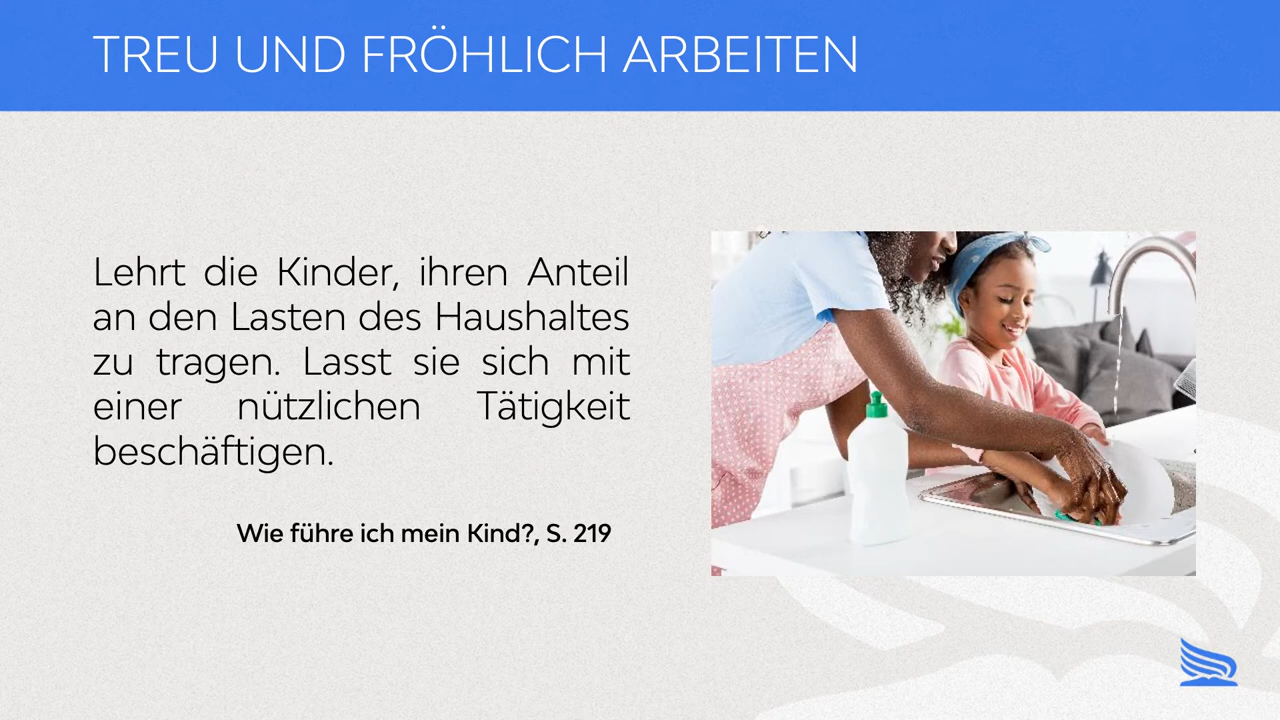 TREU UND FRÖHLICH ARBEITEN
Lehrt die Kinder, ihren Anteil
an den Lasten des Haushaltes
zu tragen. Lasst sie sich mit
einer nützlichen Tätigkeit
beschäftigen.
Wie führe ich mein Kind?, S. 219